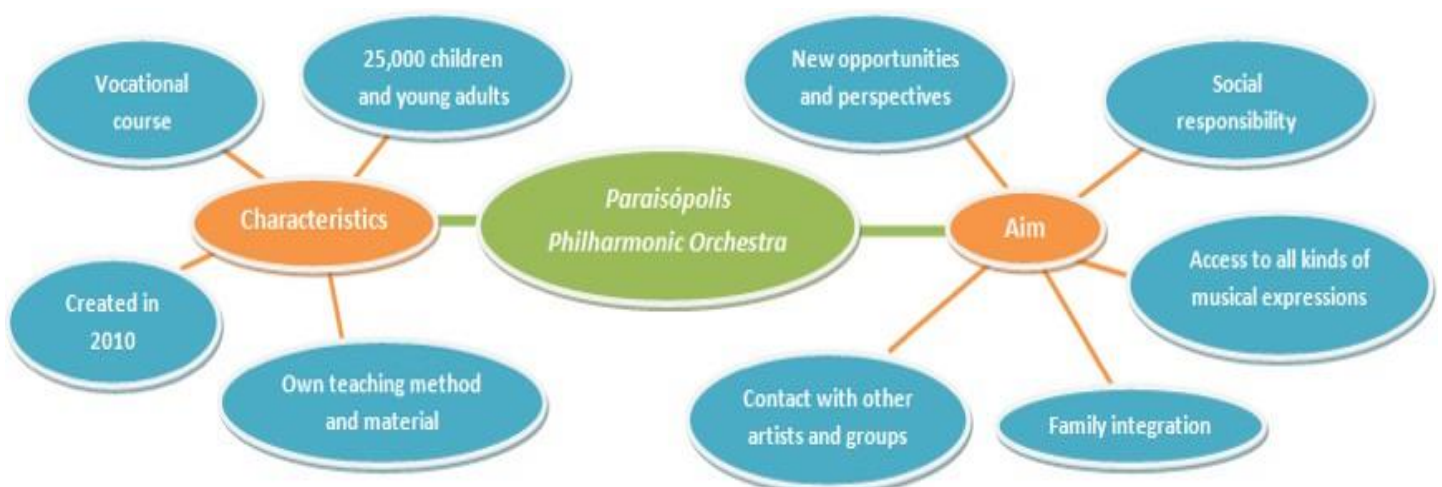 Paraisópolis
Philharmonic Orchestra
Characteristics
Vocational
course
25,000 children
and young adults
Created in
2010
Own teaching method
and material
Aim
New opportunities
and perspectives
Social
responsibility
Access to all kinds of
musical expressions
Family integration
Contact with other
artists and groups